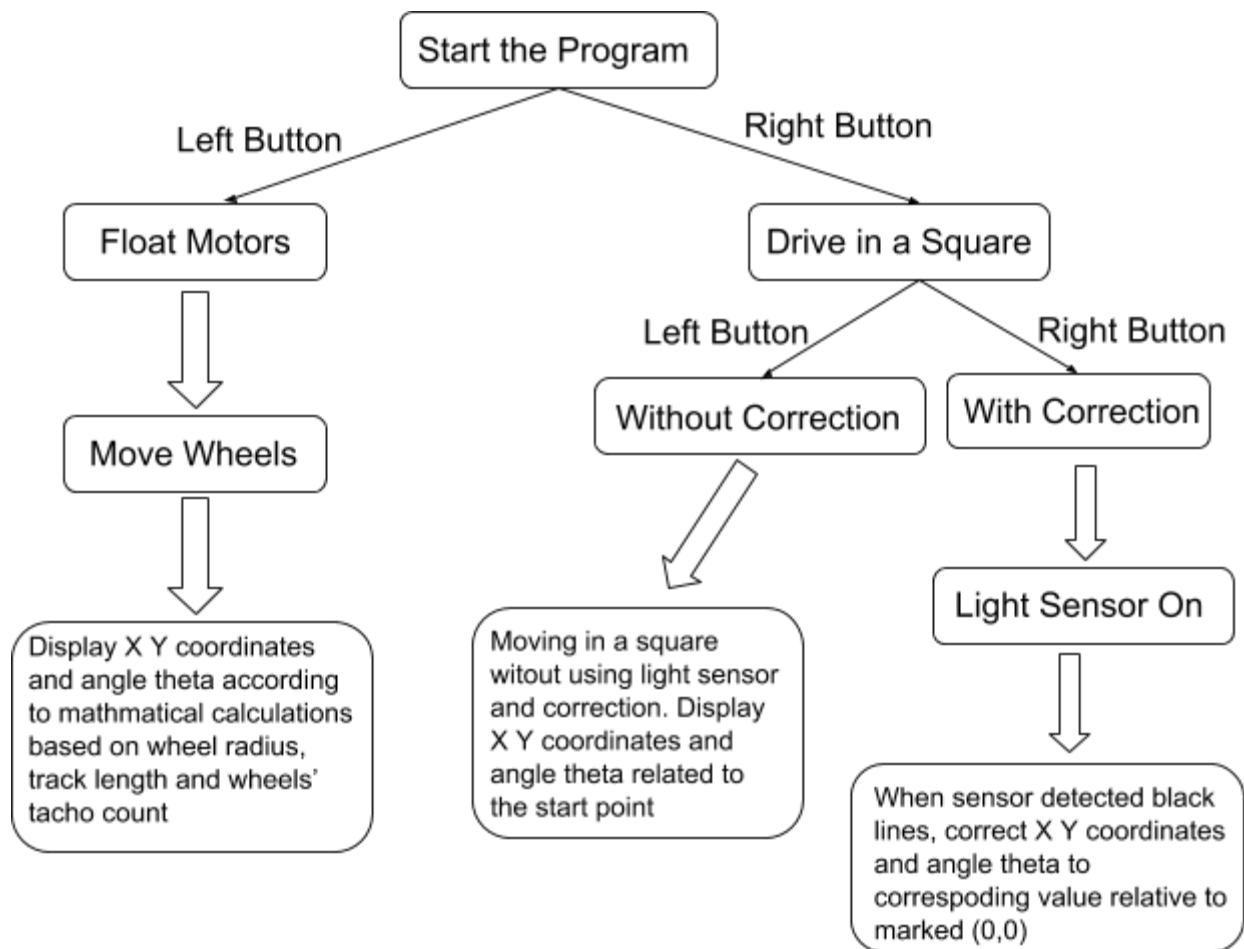 Start the Program
Left Button
Right Button
Float Motors
Drive in a Square
Left Button
Right Button
Without Correction
With Correction
Move Wheels
Light Sensor On
Display X Y coordinates
and angle theta according
to mathmatical calculations
based on wheel radius,
track length and wheels’
tacho count
Moving in a square
witout using light sensor
and correction. Display
X Y coordinates and
angle theta related to
the start point
When sensor detected black
lines, correct X Y coordinates
and angle theta to
correspoding value relative to
marked (0,0)